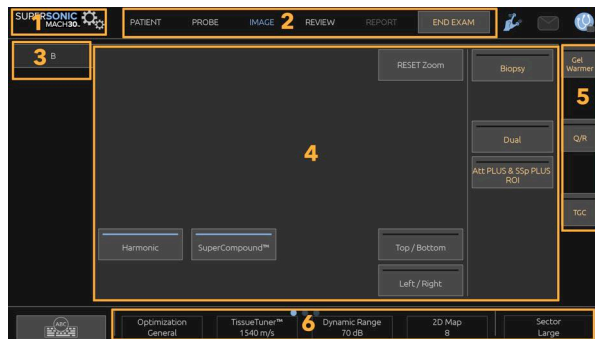 SUPERSONIC
MACH30.
1
PATIENT PROBE IMAGE 2 REVIEW REPORT END EXAM
3 B
RESET Zoom
Biopsy
Gel
Warmer
5
4
Dual
Q/R
Att PLUS & SSp PLUS
ROI
TGC
Harmonic
SuperCompound™
Top / Bottom
Left / Right
ABC
Optimization
General
TissueTuner™
1540 m/s
6
Dynamic Range
70 dB
2D Map
8
Sector
Large